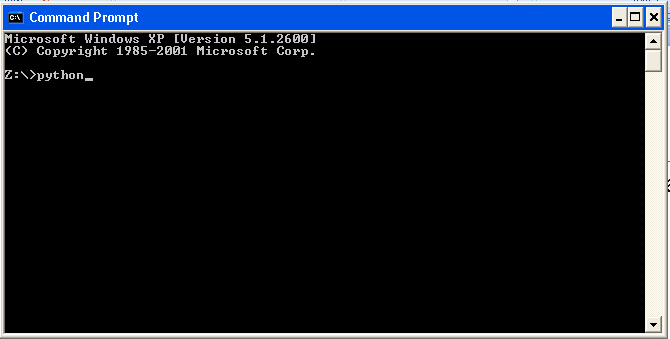 Command Prompt
Microsoft Windows XP [Version 5.1.2600]
(C) Copyright 1985-2001 Microsoft Corp.
Z:\>python_